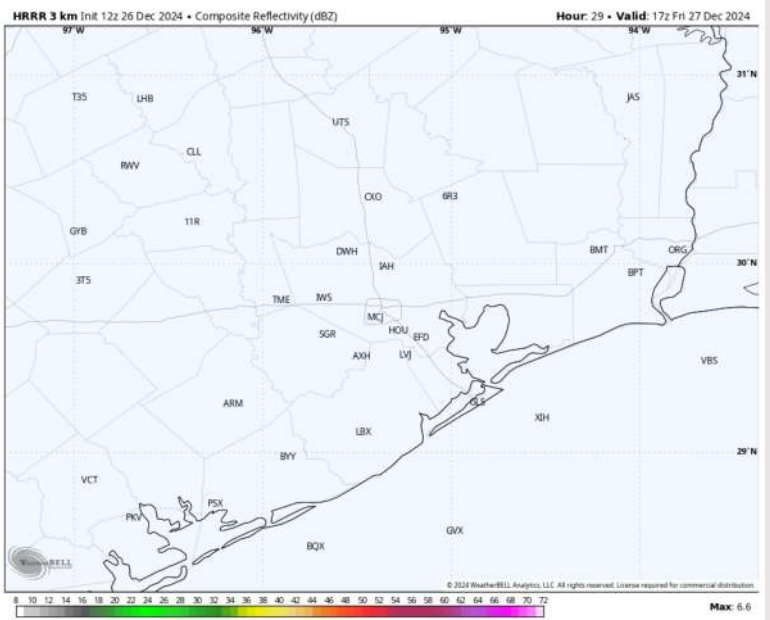 HRRR 3 km Init 12z 26 Dec 2024 • Composite Reflectivity (dBZ) Hour: 29 • Valid: 17z Fri 27 Dec 2024
97°W 96°W 95°W 94°W
31°N
T35 LHB JAS
UTS
CLL
RWV
CXO 6R3
11R
GYB
DWH BMT ORG
30°N
IAH
BPT
3T5
TME IWS
MCJ
SGR HOU EFD
AXH LVJ
VBS
ARM GLS
XIH
LBX
29°N
BYY
VCT
PSX
PKV
GVX
BQX
WeatherBELL
© 2024 WeatherBELL Analytics, LLC. All rights reserved. License required for commercial distribution.
8 10 12 14 16 18 20 22 24 26 28 30 32 34 36 38 40 42 44 46 48 50 52 54 56 58 60 62 64 66 68 70 72
Max: 6.6